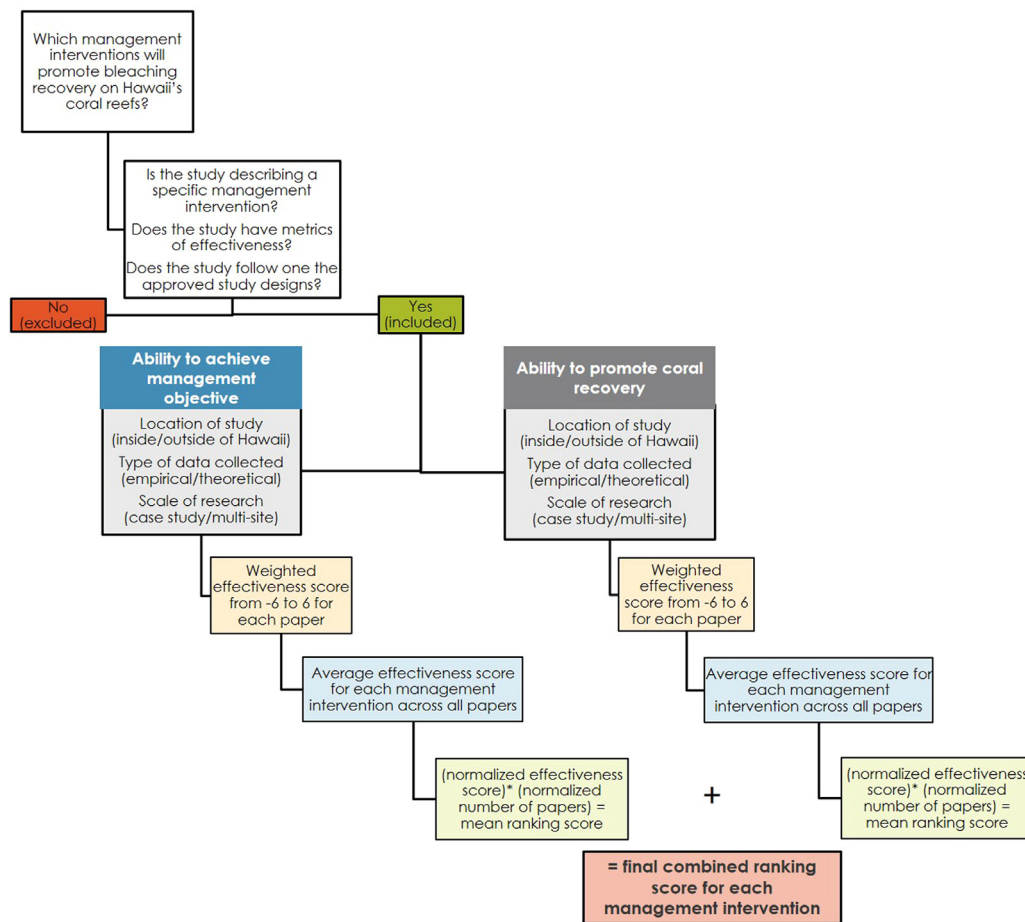 Which management
interventions will
promote bleaching
recovery on Hawaii's
coral reefs?
Is the study describing a
specific management
intervention?
Does the study have metrics
of effectiveness?
Does the study follow one the
approved study designs?
No
(excluded)
Yes
(included)
Ability to achieve
management
objective
Location of study
(inside/outside of Hawaii)
Type of data collected
(empirical/theoretical)
Scale of research
(case study/multi-site)
Ability to promote coral
recovery
Location of study
(inside/outside of Hawaii)
Type of data collected
(empirical/theoretical)
Scale of research
(case study/multi-site)
Weighted
effectiveness score
from -6 to 6 for
each paper
Weighted
effectiveness
score from -6 to 6
for each paper
Average effectiveness score
for each management
intervention across all papers
Average effectiveness score for
each management
intervention across all papers
(normalized effectiveness
score)* (normalized
number of papers) =
mean ranking score
+
(normalized effectiveness
score)* (normalized
number of papers) =
mean ranking score
= final combined ranking
score for each
management intervention